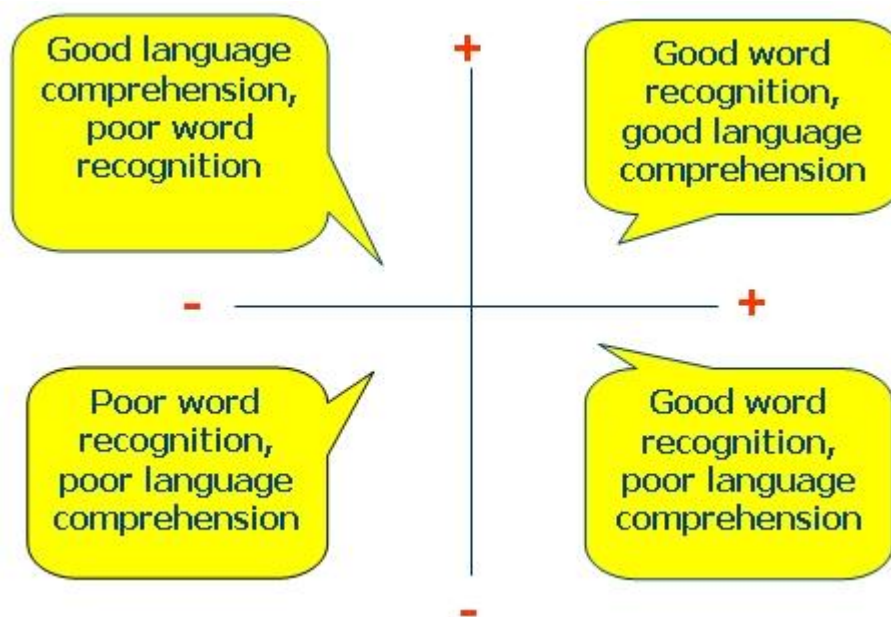 Good language
comprehension,
poor word
recognition
+
Good word
recognition,
good language
comprehension
-
+
Poor word
recognition,
poor language
comprehension
Good word
recognition,
poor language
comprehension
-